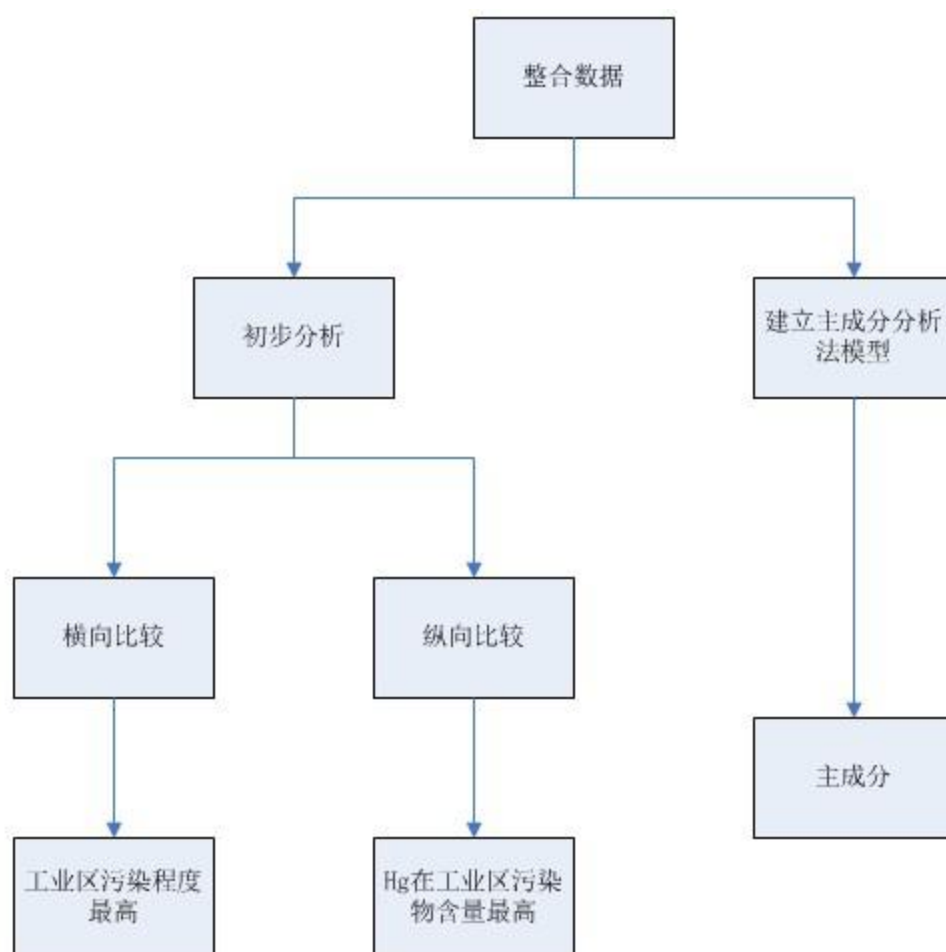 整合数据
初步分析
建立主成分分析
法模型
横向比较
纵向比较
主成分
工业区污染程度
最高
Hg在工业区污染
物含量最高